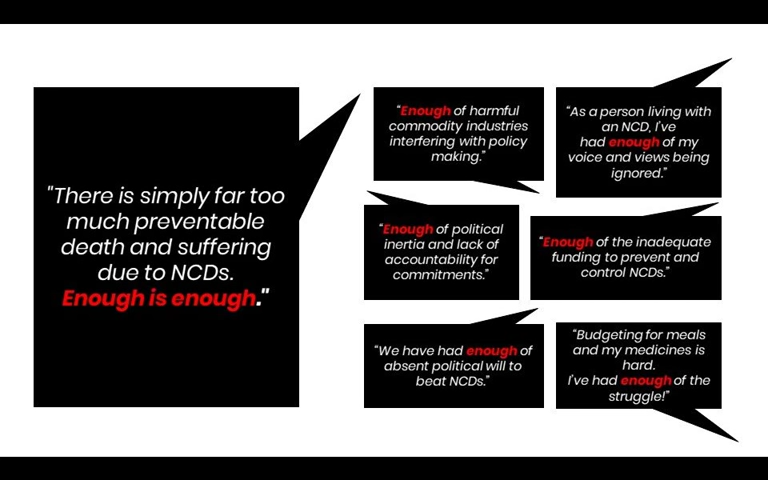 "There is simply far too
much preventable
death and suffering
due to NCDs.
Enough is enough."
"Enough of harmful
commodity industries
interfering with policy
making."
"As a person living with
an NCD, I've
had enough of my
voice and views being
ignored."
"Enough of political
inertia and lack of
accountability for
commitments."
"Enough of the inadequate
funding to prevent and
control NCDs."
"We have had enough of
absent political will to
beat NCDs."
"Budgeting for meals
and my medicines is
hard.
I've had enough of the
struggle!"